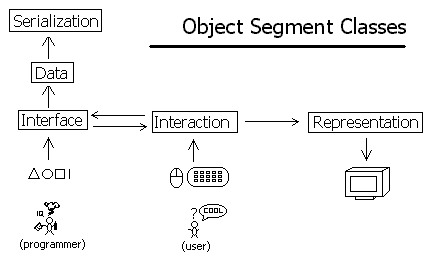 Object Segment Classes
Serialization
Data
Interface
Interaction
Representation
IQ
? COOL
(programmer)
(user)